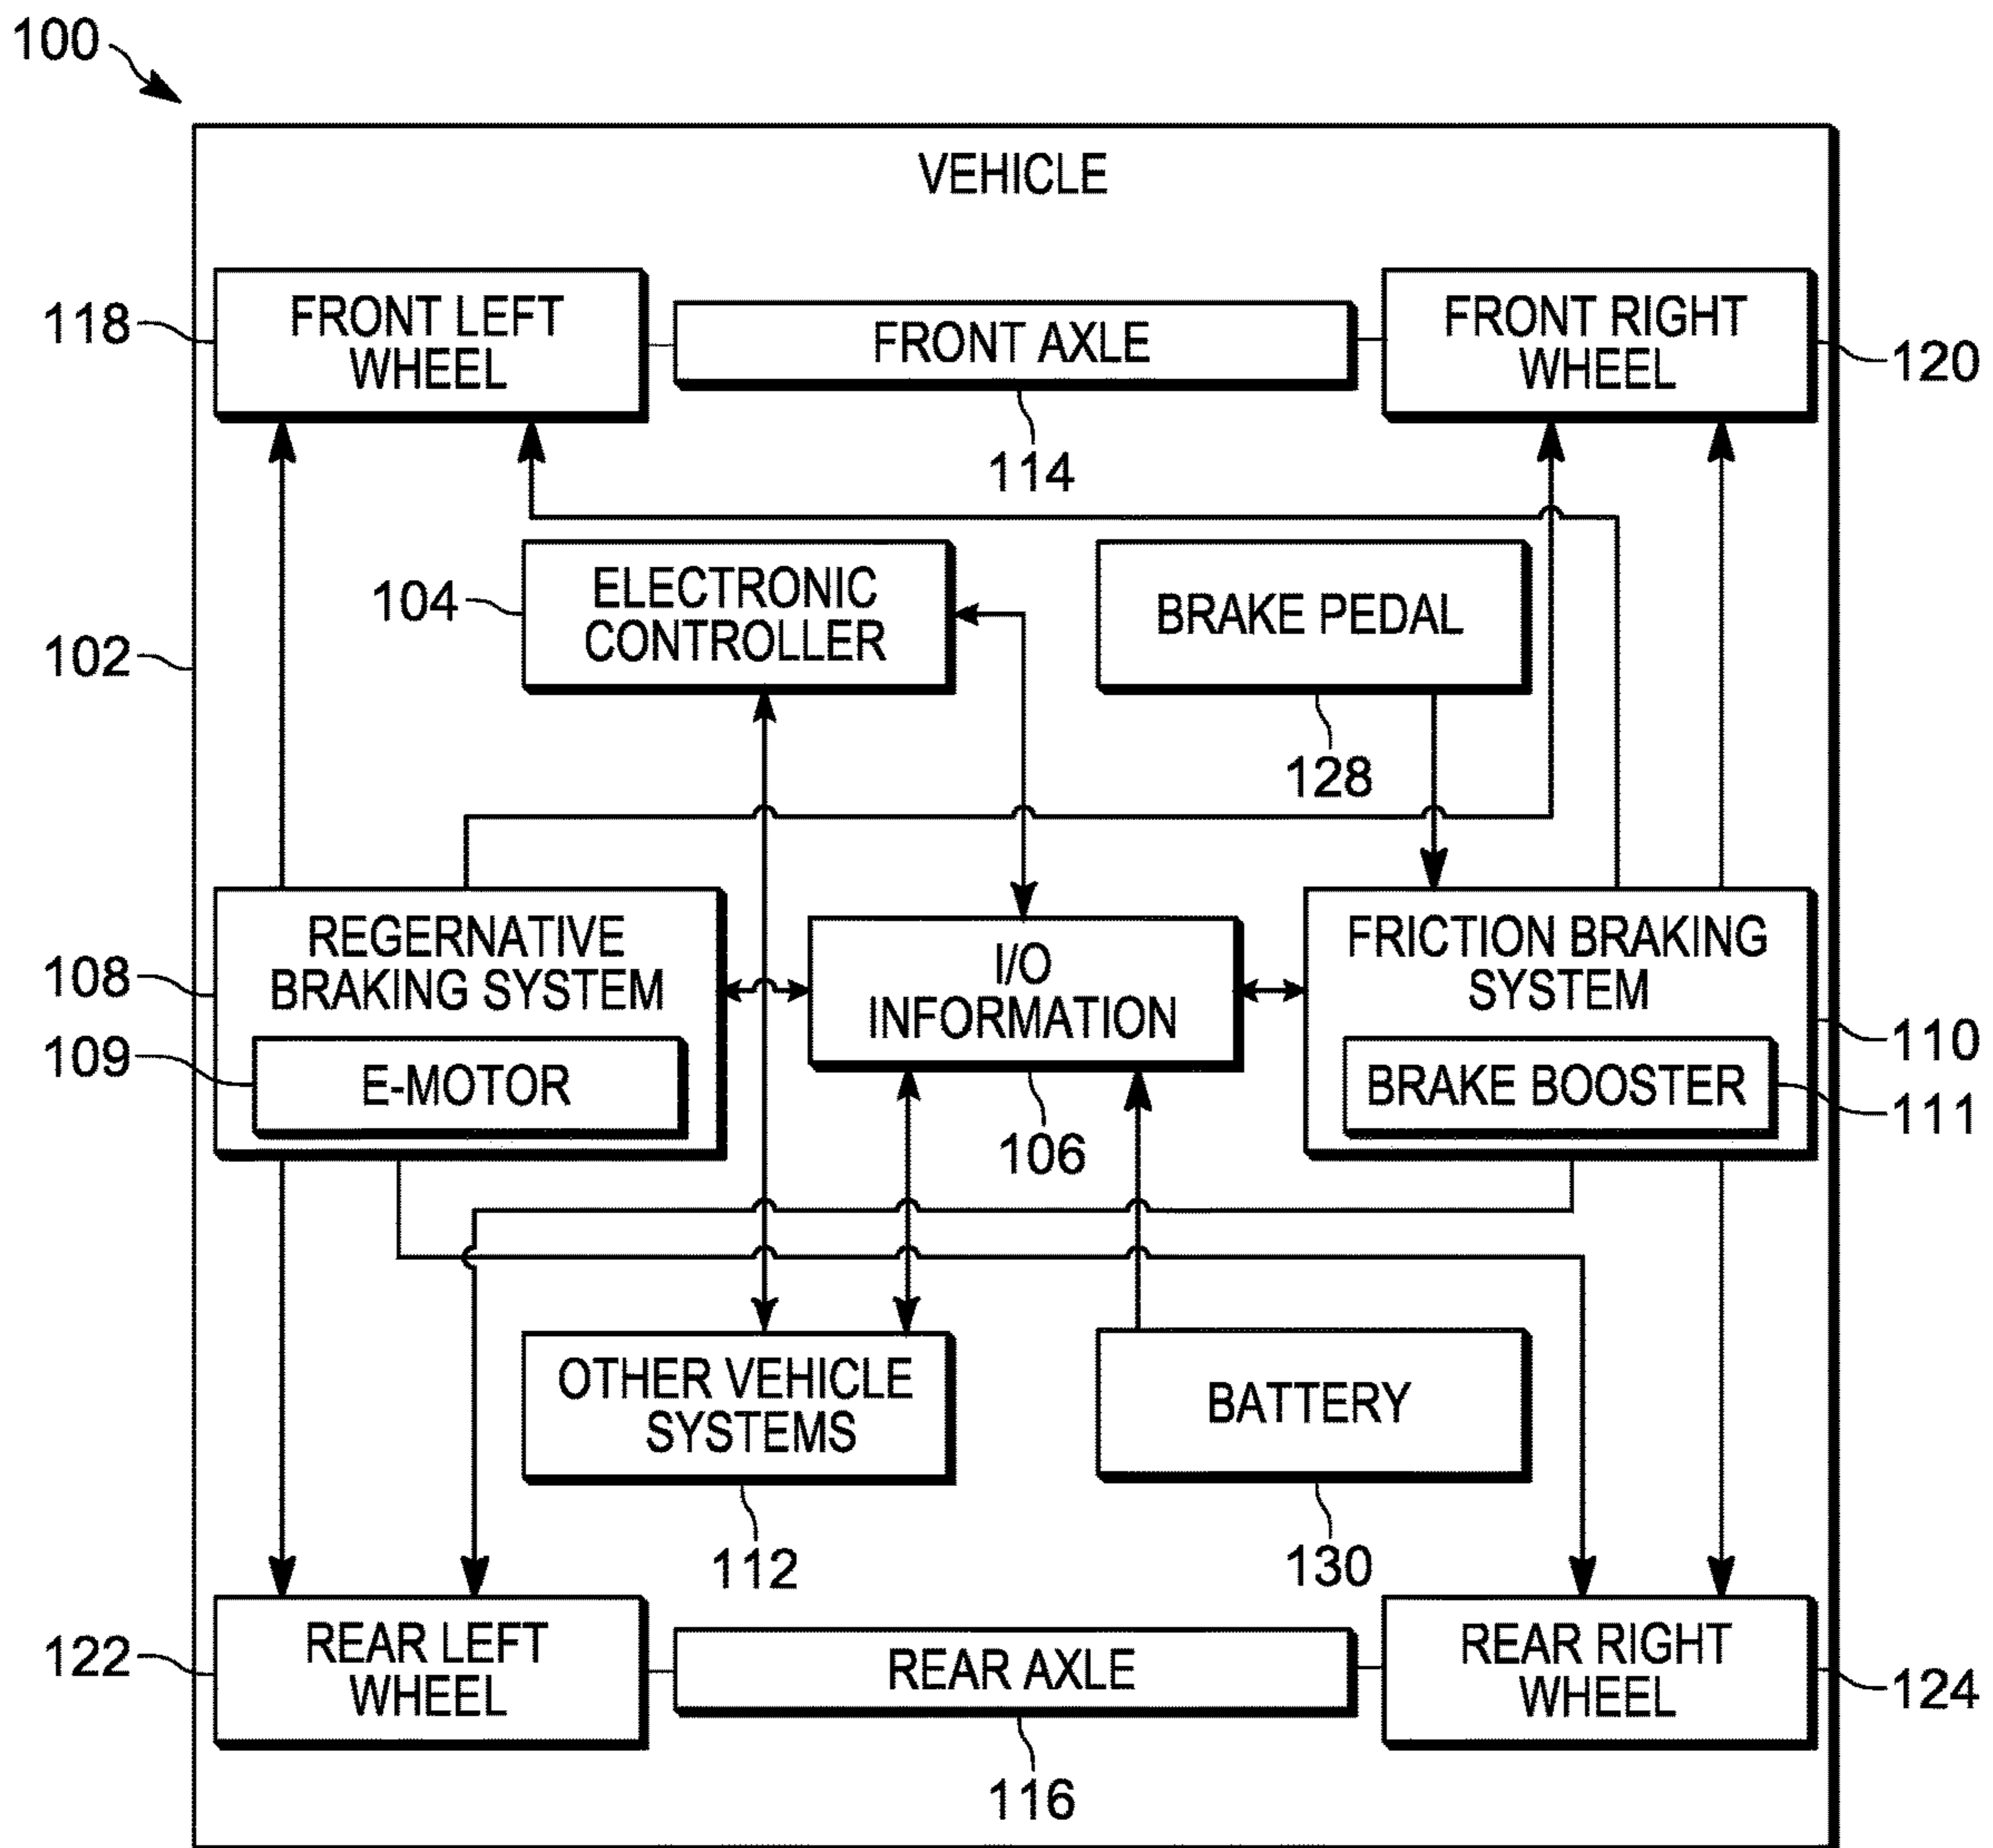 100
VEHICLE
118
FRONT LEFT
WHEEL
FRONT AXLE
114
FRONT RIGHT
WHEEL
120
102
104
ELECTRONIC
CONTROLLER
BRAKE PEDAL
128
108
REGERNATIVE
BRAKING SYSTEM
109
E-MOTOR
I/O
INFORMATION
106
FRICTION BRAKING
SYSTEM
110
BRAKE BOOSTER
111
OTHER VEHICLE
SYSTEMS
112
BATTERY
130
122
REAR LEFT
WHEEL
REAR AXLE
116
REAR RIGHT
WHEEL
124